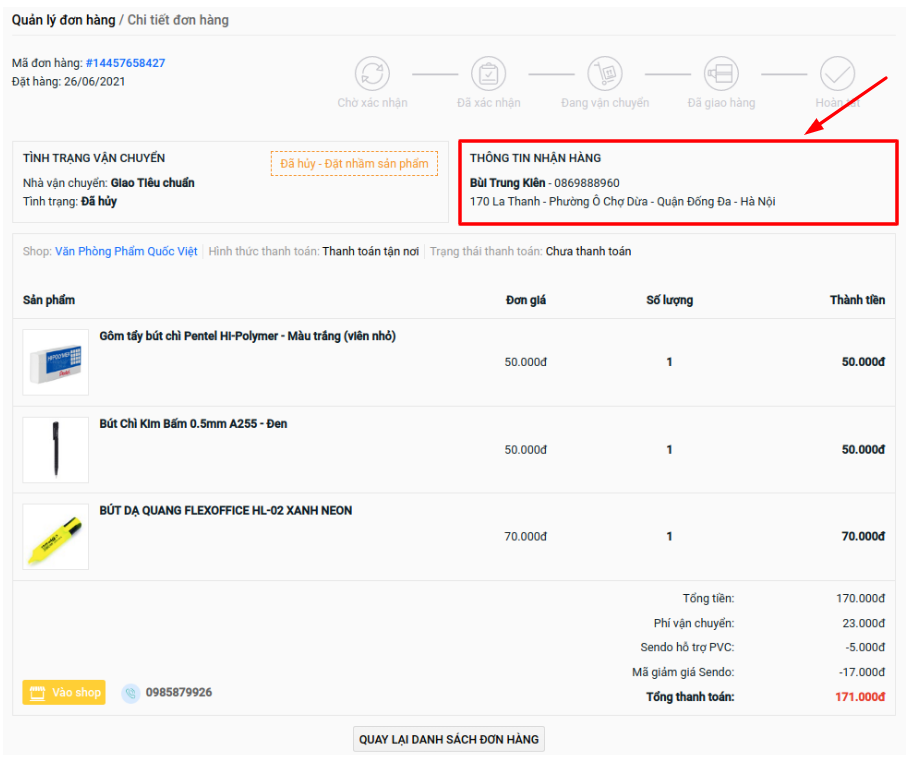 Quản lý đơn hàng / Chi tiết đơn hàng
Mã đơn hàng: #14457658427
Đặt hàng: 26/06/2021
Chờ xác nhận
Đã xác nhận
Đang vận chuyển
Đã giao hàng
Hoàn tất
TÌNH TRẠNG VẬN CHUYỂN
Đã hủy - Đặt nhầm sản phẩm
Nhà vận chuyển: Giao Tiêu chuẩn
Tình trạng: Đã hủy
THÔNG TIN NHẬN HÀNG
Bùi Trung Kiên - 0869888960
170 La Thanh - Phường Ô Chợ Dừa - Quận Đống Đa - Hà Nội
Shop: Văn Phòng Phẩm Quốc Việt | Hình thức thanh toán: Thanh toán tận nơi | Trạng thái thanh toán: Chưa thanh toán
Sản phẩm Đơn giá Số lượng Thành tiền
Gôm tẩy bút chì Pentel Hi-Polymer - Màu trắng (viên nhỏ)
50.000đ 1 50.000đ
Bút Chì Kim Bấm 0.5mm A255 - Đen
50.000đ 1 50.000đ
BÚT DẠ QUANG FLEXOFFICE HL-02 XANH NEON
70.000đ 1 70.000đ
Tổng tiền: 170.000đ
Phí vận chuyển: 23.000đ
Sendo hỗ trợ PVC: -5.000đ
Mã giảm giá Sendo: -17.000đ
Vào shop 0985879926
Tổng thanh toán: 171.000đ
QUAY LẠI DANH SÁCH ĐƠN HÀNG